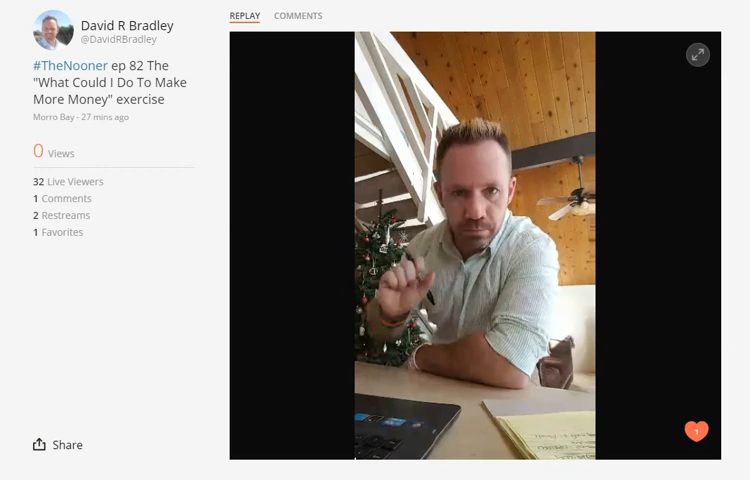 REPLAY COMMENTS
David R Bradley
@DavidRBradley
#TheNooner ep 82 The
"What Could I Do To Make
More Money" exercise
Morro Bay - 27 mins ago
0 Views
32 Live Viewers
1 Comments
2 Restreams
1 Favorites
Share
1